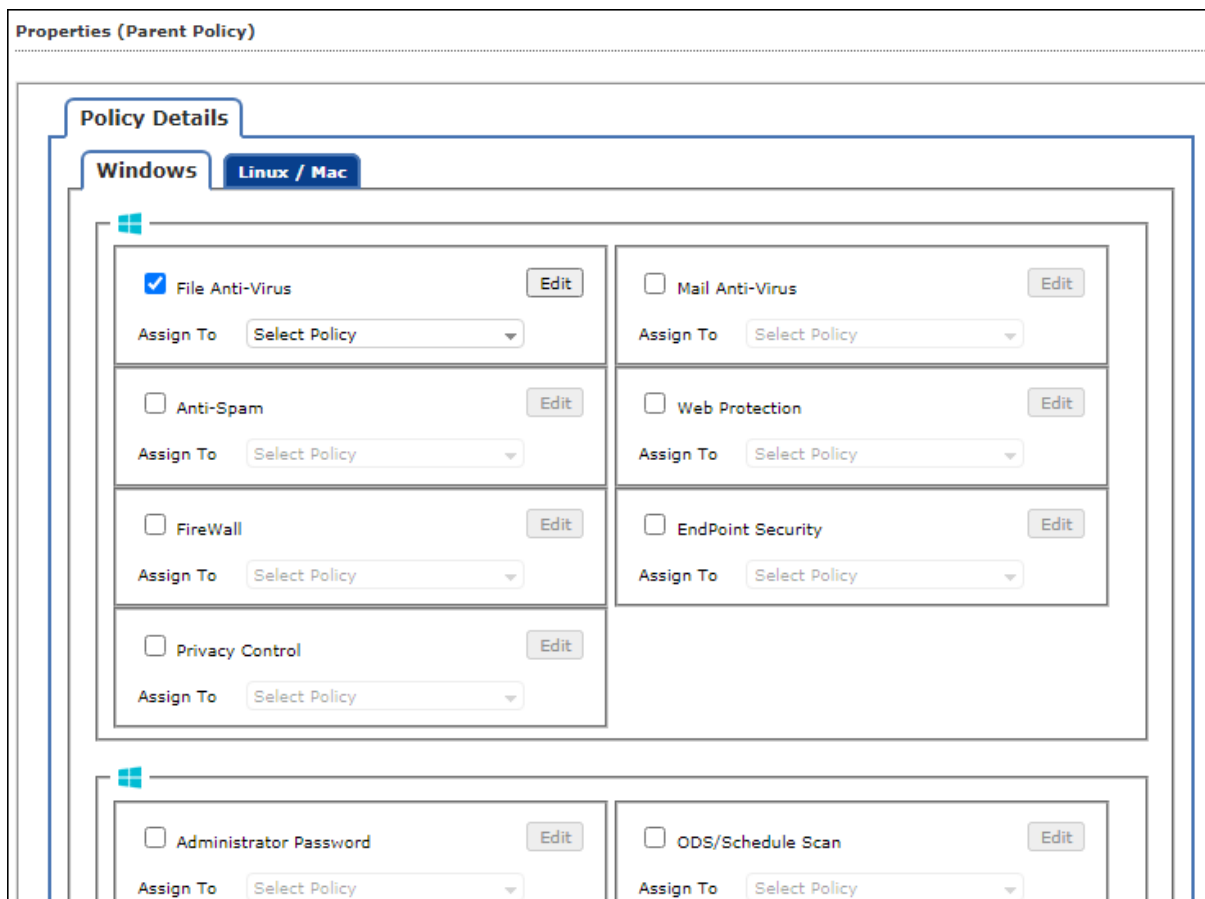 Properties (Parent Policy)
Policy Details
Windows
Linux / Mac
File Anti-Virus
Edit
Assign To
Select Policy
Mail Anti-Virus
Edit
Assign To
Select Policy
Anti-Spam
Edit
Assign To
Select Policy
Web Protection
Edit
Assign To
Select Policy
FireWall
Edit
Assign To
Select Policy
EndPoint Security
Edit
Assign To
Select Policy
Privacy Control
Edit
Assign To
Select Policy
Administrator Password
Edit
Assign To
Select Policy
ODS/Schedule Scan
Edit
Assign To
Select Policy